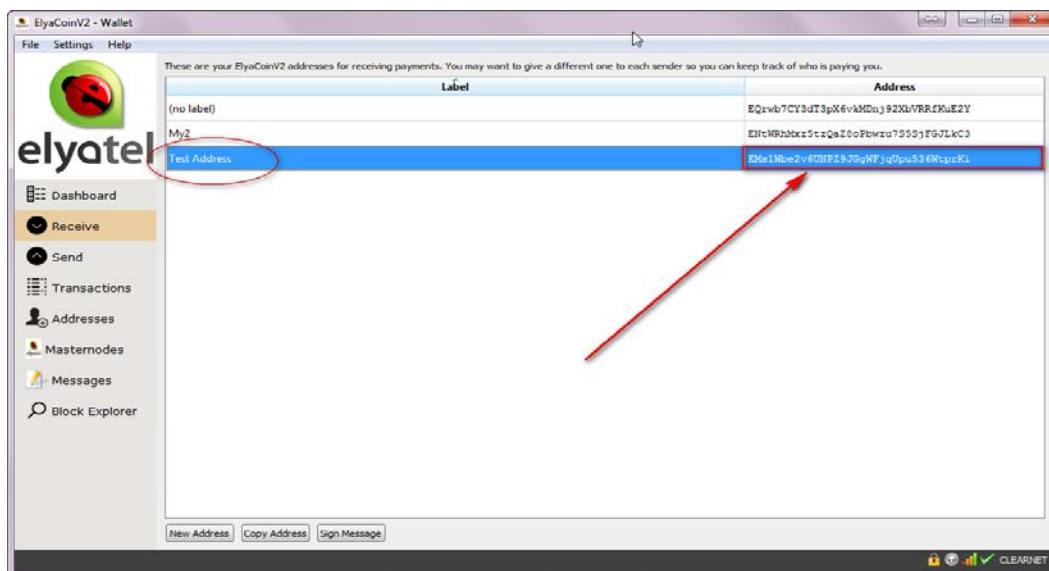 ElyaCoinV2 - Wallet
File Settings Help
These are your ElyaCoinV2 addresses for receiving payments. You may want to give a different one to each sender so you can keep track of who is paying you.
Label Address
(no label)
My2
Test Address
elyatel
Dashboard
Receive
Send
Transactions
Addresses
Masternodes
Messages
Block Explorer
New Address Copy Address Sign Message
CLEARNET